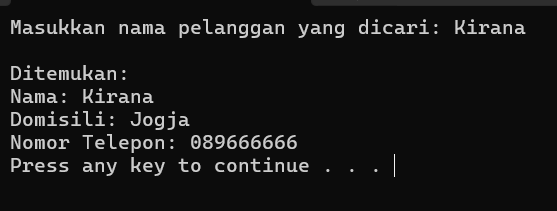 Masukkan nama pelanggan yang dicari: Kirana
Ditemukan:
Nama: Kirana
Domisili: Jogja
Nomor Telepon: 089666666
Press any key to continue . . .